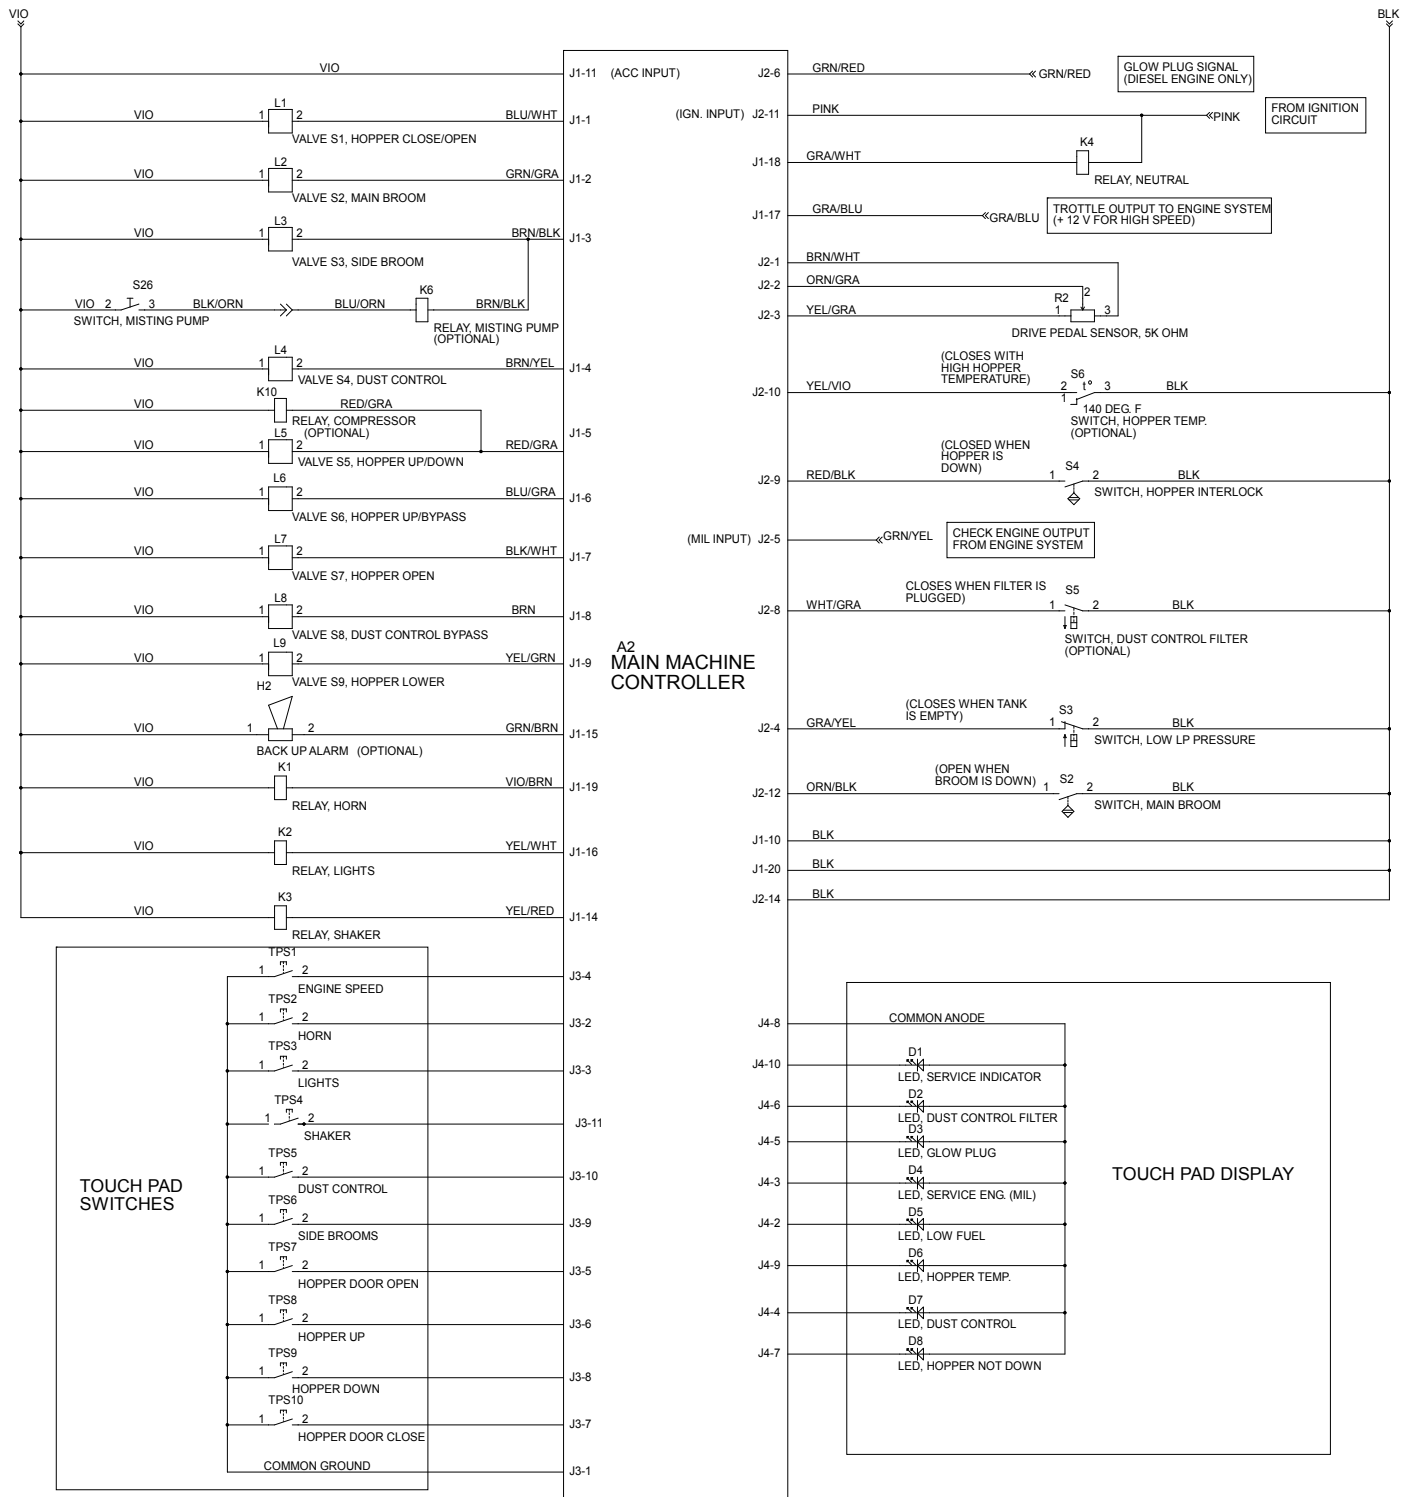 VIO
BLK
VIO
J1-11 (ACC INPUT)
L1
VIO 1 2 BLU/WHT J1-1
VALVE S1, HOPPER CLOSE/OPEN
L2
VIO 1 2 GRN/GRA J1-2
VALVE S2, MAIN BROOM
L3
VIO 1 2 BRN/BLK J1-3
VALVE S3, SIDE BROOM
S26
K6
VIO 2 3 BLK/ORN BLU/ORN BRN/BLK
SWITCH, MISTING PUMP
RELAY, MISTING PUMP
(OPTIONAL)
L4
VIO 1 2 BRN/YEL J1-4
VALVE S4, DUST CONTROL
K10
VIO RED/GRA
RELAY, COMPRESSOR
(OPTIONAL)
J1-5
L5
VIO 1 2 RED/GRA
VALVE S5, HOPPER UP/DOWN
L6
VIO 1 2 BLU/GRA J1-6
VALVE S6, HOPPER UP/BYPASS
L7
VIO 1 2 BLK/WHT J1-7
VALVE S7, HOPPER OPEN
L8
VIO 1 2 BRN J1-8
VALVE S8, DUST CONTROL BYPASS
L9
VIO 1 2 YEL/GRN J1-9
VALVE S9, HOPPER LOWER
H2
VIO 1 2 GRN/BRN J1-15
BACK UP ALARM (OPTIONAL)
K1
VIO VIO/BRN J1-19
RELAY, HORN
K2
VIO YEL/WHT J1-16
RELAY, LIGHTS
K3
VIO YEL/RED J1-14
RELAY, SHAKER
A2
MAIN MACHINE
CONTROLLER
J2-6 GRN/RED GRN/RED
GLOW PLUG SIGNAL
(DIESEL ENGINE ONLY)
(IGN. INPUT) J2-11 PINK PINK
FROM IGNITION
CIRCUIT
K4
J1-18 GRA/WHT
RELAY, NEUTRAL
J1-17 GRA/BLU GRA/BLU
TROTTLE OUTPUT TO ENGINE SYSTEM
(+ 12 V FOR HIGH SPEED)
J2-1 BRN/WHT
J2-2 ORN/GRA 2
R2
J2-3 YEL/GRA 1 3
DRIVE PEDAL SENSOR, 5K OHM
(CLOSES WITH
HIGH HOPPER
TEMPERATURE)
S6
J2-10 YEL/VIO 2 t° 3 BLK
1
140 DEG. F
SWITCH, HOPPER TEMP.
(OPTIONAL)
(CLOSED WHEN
HOPPER IS
DOWN)
S4
J2-9 RED/BLK 1 2 BLK
SWITCH, HOPPER INTERLOCK
(MIL INPUT) J2-5 GRN/YEL
CHECK ENGINE OUTPUT
FROM ENGINE SYSTEM
CLOSES WHEN FILTER IS
PLUGGED)
S5
J2-8 WHT/GRA 1 2 BLK
SWITCH, DUST CONTROL FILTER
(OPTIONAL)
(CLOSES WHEN TANK
IS EMPTY)
S3
J2-4 GRA/YEL 1 2 BLK
SWITCH, LOW LP PRESSURE
(OPEN WHEN
BROOM IS DOWN)
S2
J2-12 ORN/BLK 1 2 BLK
SWITCH, MAIN BROOM
J1-10 BLK
J1-20 BLK
J2-14 BLK
TOUCH PAD
SWITCHES
TPS1
1 2 J3-4
ENGINE SPEED
TPS2
1 2 J3-2
HORN
TPS3
1 2 J3-3
LIGHTS
TPS4
1 2 J3-11
SHAKER
TPS5
1 2 J3-10
DUST CONTROL
TPS6
1 2 J3-9
SIDE BROOMS
TPS7
1 2 J3-5
HOPPER DOOR OPEN
TPS8
1 2 J3-6
HOPPER UP
TPS9
1 2 J3-8
HOPPER DOWN
TPS10
1 2 J3-7
HOPPER DOOR CLOSE
COMMON GROUND J3-1
TOUCH PAD DISPLAY
J4-8 COMMON ANODE
D1
J4-10
LED, SERVICE INDICATOR
D2
J4-6
LED, DUST CONTROL FILTER
D3
J4-5
LED, GLOW PLUG
D4
J4-3
LED, SERVICE ENG. (MIL)
D5
J4-2
LED, LOW FUEL
D6
J4-9
LED, HOPPER TEMP.
D7
J4-4
LED, DUST CONTROL
D8
J4-7
LED, HOPPER NOT DOWN